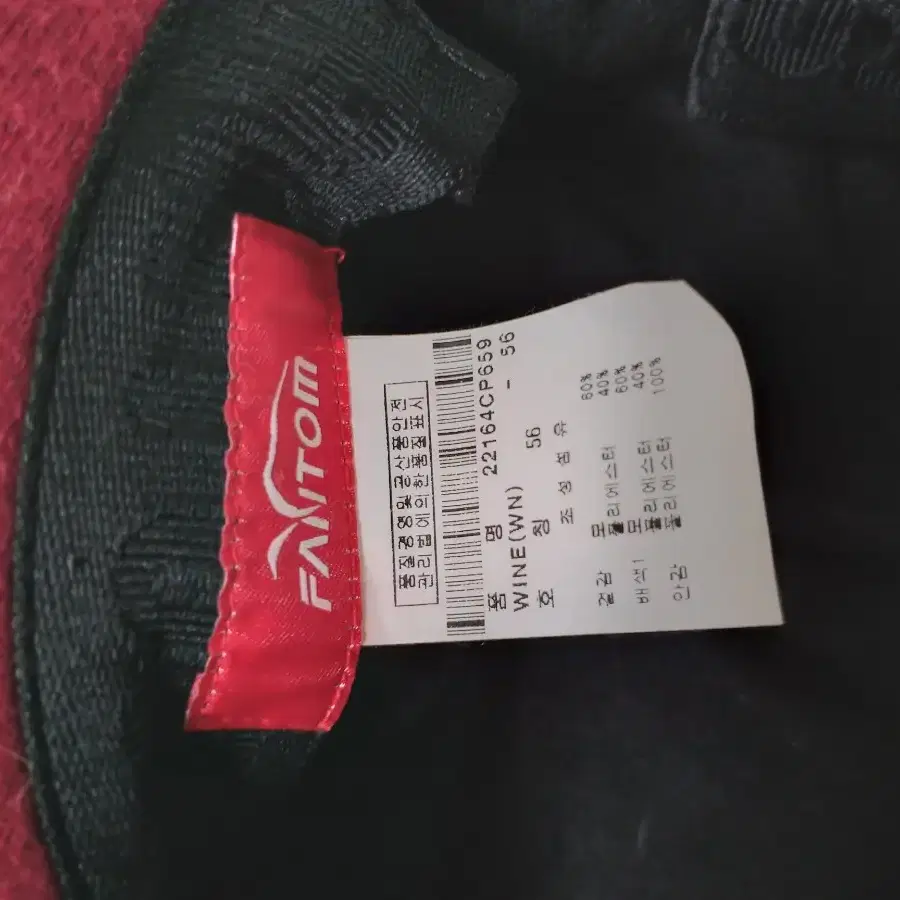 FANTOM
품질경영및공산품안전
관리법에의한품질표시
품 명 22164CP659
WINE(WN) - 56
호 칭 56
조 성 섬 유
겉감 모 60%
폴리에스터 40%
배색1 모 60%
폴리에스터 40%
안감 폴리에스터 100%